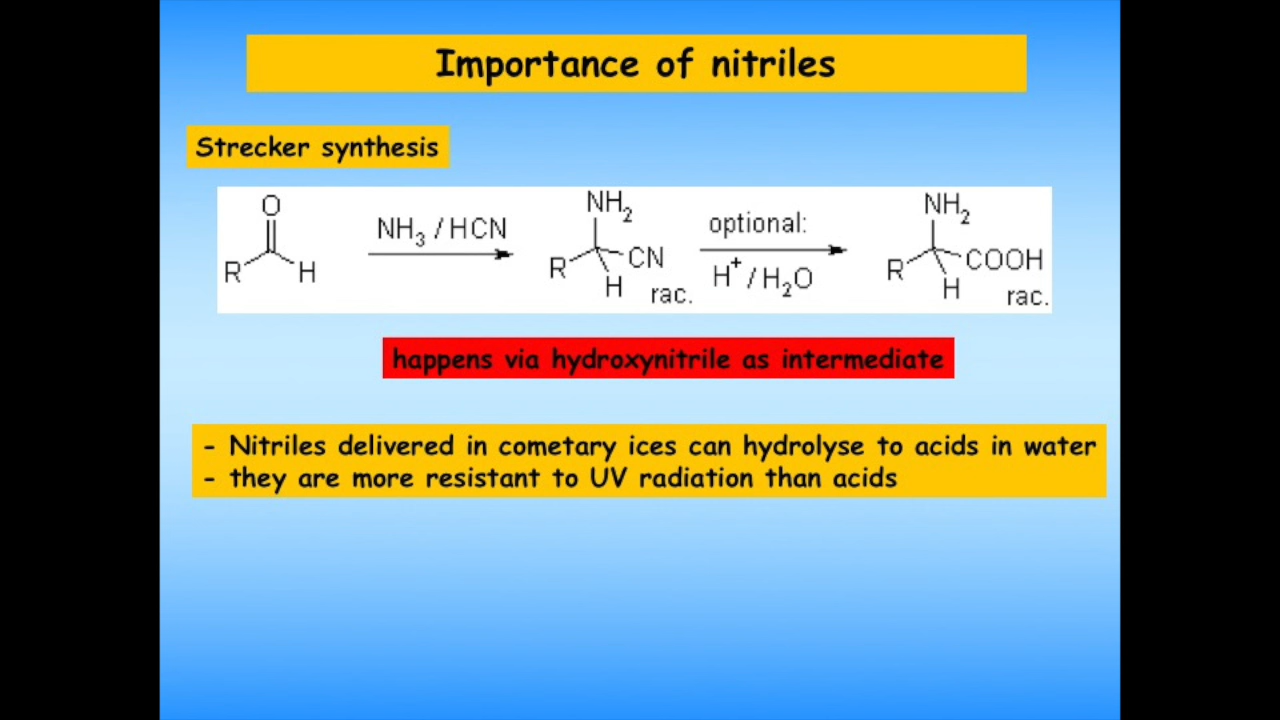 Importance of nitriles
Strecker synthesis
O
R
H
NH3 / HCN
NH2
R
CN
H
rac.
optional:
H+ / H2O
NH2
R
COOH
H
rac.
happens via hydroxynitrile as intermediate
- Nitriles delivered in cometary ices can hydrolyse to acids in water
- they are more resistant to UV radiation than acids